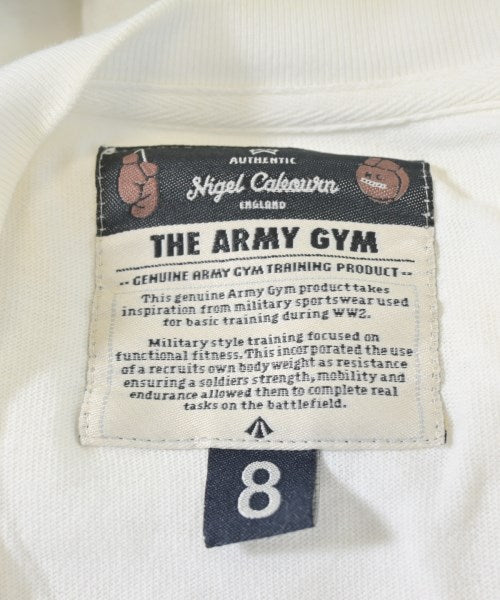 AUTHENTIC
Nigel Cabourn
ENGLAND
N.C.
THE ARMY GYM
-- GENUINE ARMY GYM TRAINING PRODUCT --
This genuine Army Gym product takes
inspiration from military sportswear used
for basic training during WW2.
Military style training focused on
functional fitness. This incorporated the use
of a recruits own body weight as resistance
ensuring a soldiers strength, mobility and
endurance allowed them to complete real
tasks on the battlefield.
8